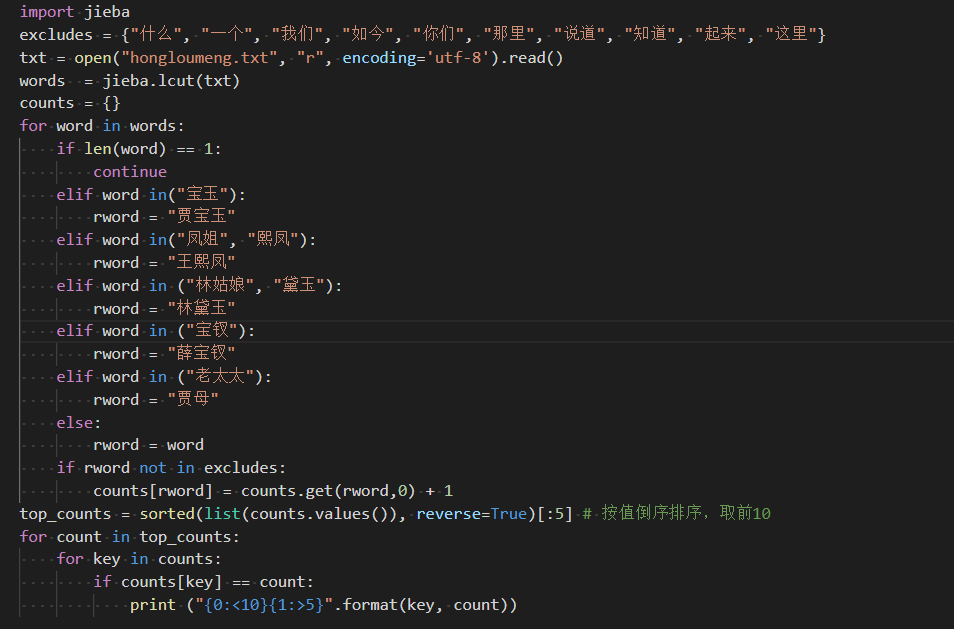 import jieba
excludes = {"什么", "一个", "我们", "如今", "你们", "那里", "说道", "知道", "起来", "这里"}
txt = open("hongloumeng.txt", "r", encoding='utf-8').read()
words  = jieba.lcut(txt)
counts = {}
for word in words:
    if len(word) == 1:
        continue
    elif word in("宝玉"):
        rword = "贾宝玉"
    elif word in("凤姐", "熙凤"):
        rword = "王熙凤"
    elif word in ("林姑娘", "黛玉"):
        rword = "林黛玉"
    elif word in ("宝钗"):
        rword = "薛宝钗"
    elif word in ("老太太"):
        rword = "贾母"
    else:
        rword = word
    if rword not in excludes:
        counts[rword] = counts.get(rword,0) + 1
top_counts = sorted(list(counts.values()), reverse=True)[:5] # 按值倒序排序，取前10
for count in top_counts:
    for key in counts:
        if counts[key] == count:
            print ("{0:<10}{1:>5}".format(key, count))